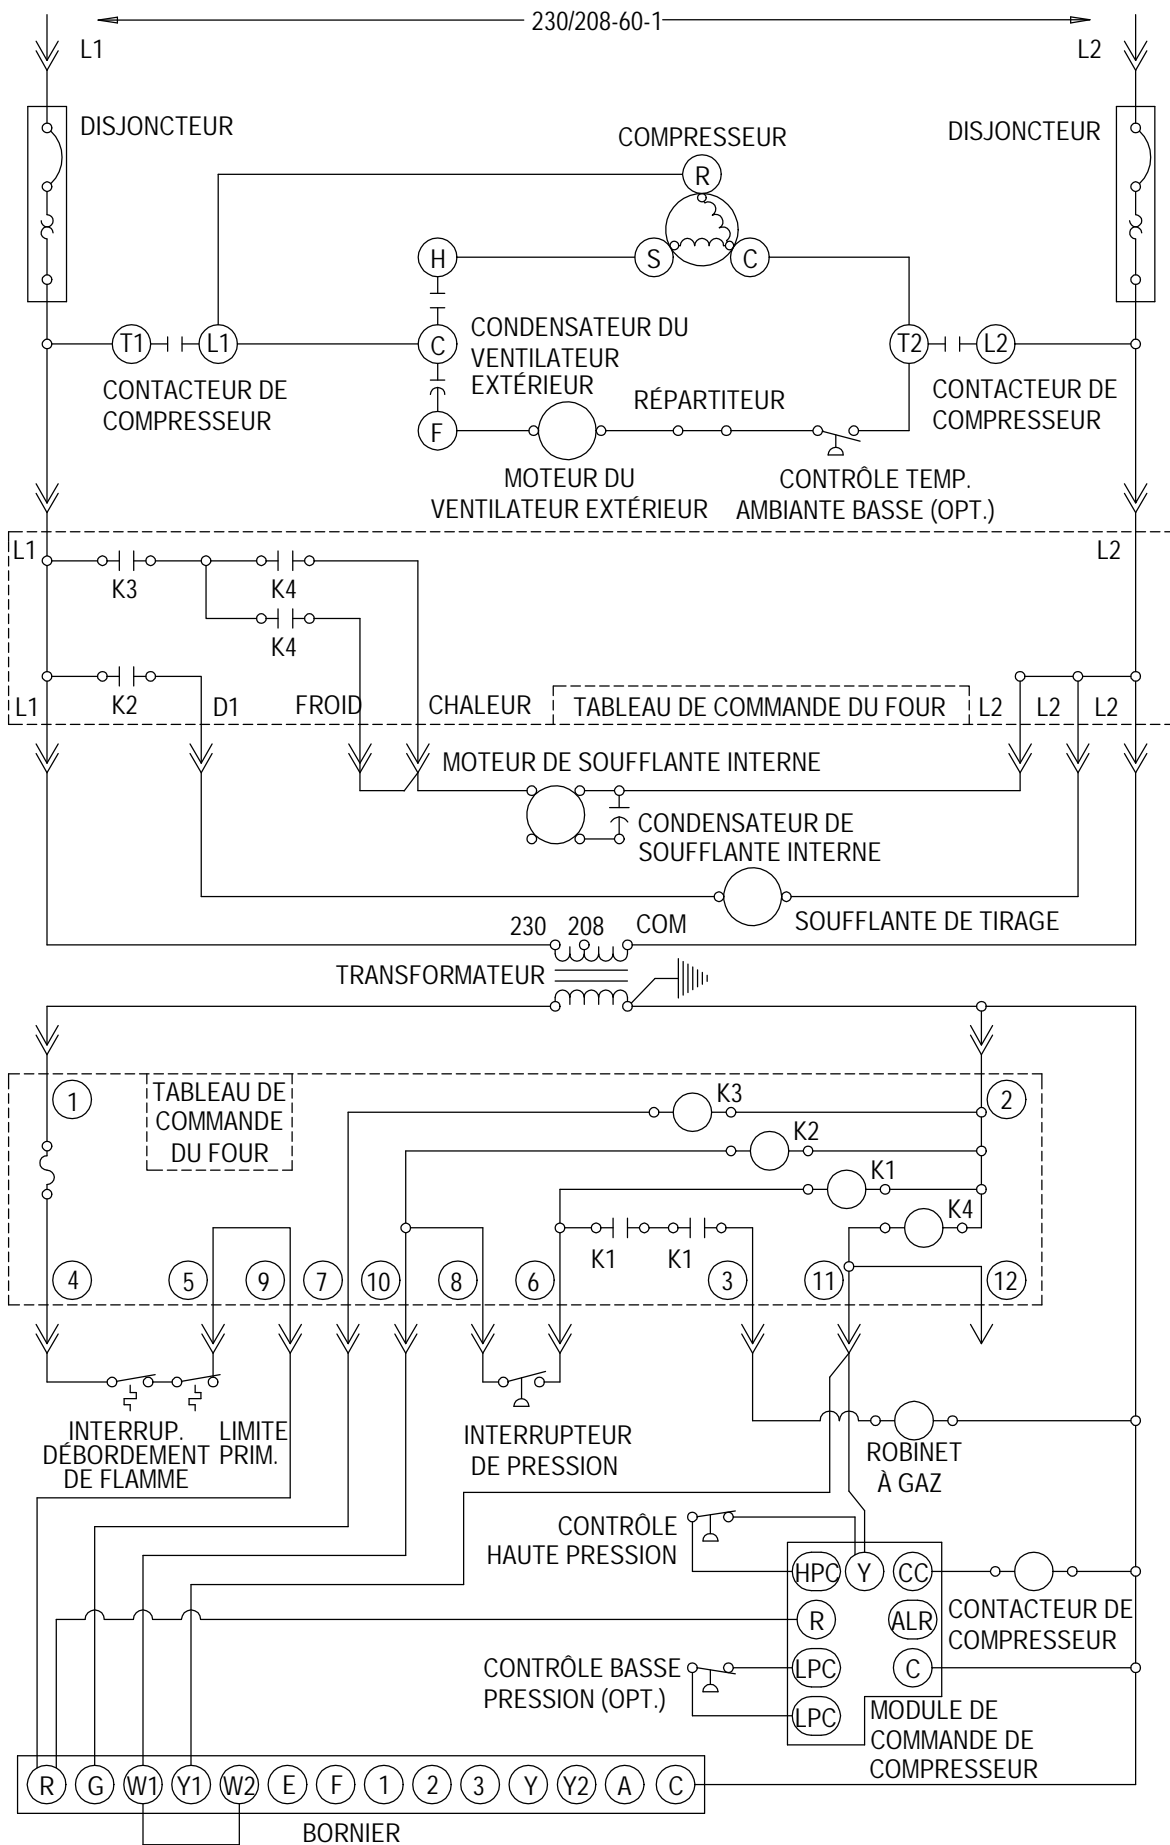 230/208-60-1
L1
L2
DISJONCTEUR
DISJONCTEUR
COMPRESSEUR
R
H
S
C
T1
L1
C
CONDENSATEUR DU
VENTILATEUR
EXTÉRIEUR
T2
L2
CONTACTEUR DE
COMPRESSEUR
CONTACTEUR DE
COMPRESSEUR
F
RÉPARTITEUR
MOTEUR DU
VENTILATEUR EXTÉRIEUR
CONTRÔLE TEMP.
AMBIANTE BASSE (OPT.)
L1
L2
K3
K4
K4
K2
L1
D1
FROID
CHALEUR
TABLEAU DE COMMANDE DU FOUR
L2
L2
L2
MOTEUR DE SOUFFLANTE INTERNE
CONDENSATEUR DE
SOUFFLANTE INTERNE
SOUFFLANTE DE TIRAGE
230
208
COM
TRANSFORMATEUR
1
TABLEAU DE
COMMANDE
DU FOUR
K3
2
K2
K1
K4
K1
K1
4
5
9
7
10
8
6
3
11
12
INTERRUP.
DÉBORDEMENT
DE FLAMME
LIMITE
PRIM.
INTERRUPTEUR
DE PRESSION
ROBINET
À GAZ
CONTRÔLE
HAUTE PRESSION
HPC
Y
CC
R
ALR
CONTACTEUR DE
COMPRESSEUR
CONTRÔLE BASSE
PRESSION (OPT.)
LPC
C
LPC
MODULE DE
COMMANDE DE
COMPRESSEUR
R
G
W1
Y1
W2
E
F
1
2
3
Y
Y2
A
C
BORNIER